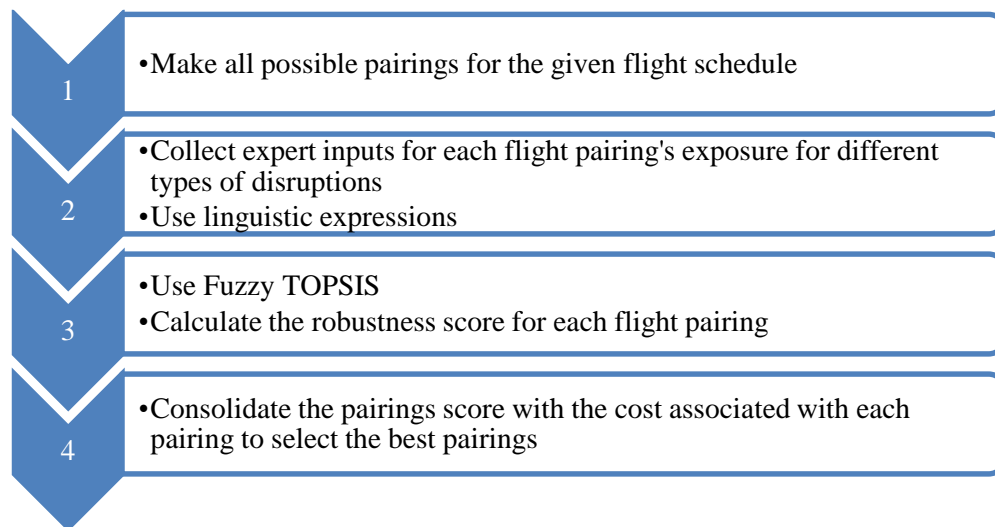 1
•Make all possible pairings for the given flight schedule
2
•Collect expert inputs for each flight pairing's exposure for different
types of disruptions
•Use linguistic expressions
3
•Use Fuzzy TOPSIS
•Calculate the robustness score for each flight pairing
4
•Consolidate the pairings score with the cost associated with each
pairing to select the best pairings